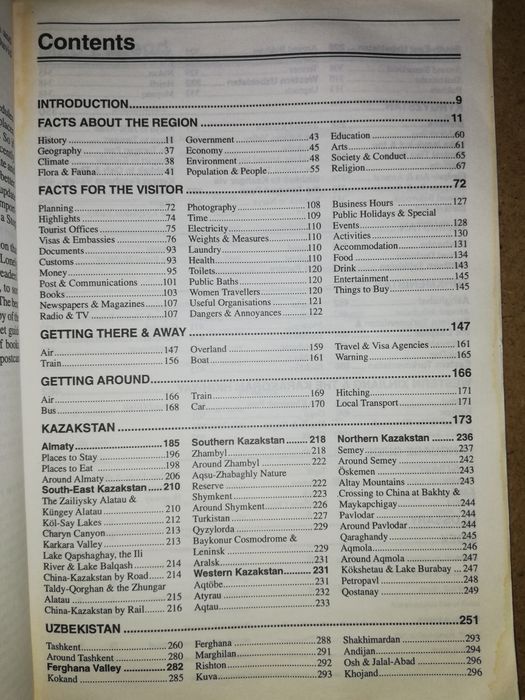 Contents
INTRODUCTION 9
FACTS ABOUT THE REGION 11
History 11
Geography 37
Climate 38
Flora & Fauna 41
Government 43
Economy 45
Environment 48
Population & People 55
Education 60
Arts 61
Society & Conduct 65
Religion 67
FACTS FOR THE VISITOR 72
Planning 72
Highlights 74
Tourist Offices 75
Visas & Embassies 76
Documents 93
Customs 93
Money 95
Post & Communications 101
Books 103
Newspapers & Magazines 107
Radio & TV 107
Photography 108
Time 109
Electricity 110
Weights & Measures 110
Laundry 110
Health 110
Toilets 120
Public Baths 120
Women Travellers 120
Useful Organisations 121
Dangers & Annoyances 122
Business Hours 127
Public Holidays & Special
Events 128
Activities 130
Accommodation 131
Food 134
Drink 143
Entertainment 145
Things to Buy 145
GETTING THERE & AWAY 147
Air 147
Train 156
Overland 159
Boat 161
Travel & Visa Agencies 161
Warning 165
GETTING AROUND 166
Air 166
Bus 168
Train 169
Car 170
Hitching 171
Local Transport 171
KAZAKSTAN 173
Almaty 185
Places to Stay 196
Places to Eat 198
Around Almaty 206
South-East Kazakstan 210
The Zailiysky Alatau &
Küngey Alatau 210
Köl-Say Lakes 212
Charyn Canyon 213
Karkara Valley 213
Lake Qapshaghay, the Ili
River & Lake Balqash 214
China-Kazakstan by Road 214
Taldy-Qorghan & the Zhungar
Alatau 215
China-Kazakstan by Rail 216
Southern Kazakstan 218
Zhambyl 218
Around Zhambyl 222
Aqsu-Zhabaghly Nature
Reserve 222
Shymkent 223
Around Shymkent 226
Turkistan 227
Qyzylorda 229
Baykonur Cosmodrome &
Leninsk 229
Aralsk 231
Western Kazakstan 231
Aqtöbe 231
Atyrau 232
Aqtau 233
Northern Kazakstan 236
Semey 237
Around Semey 242
Öskemen 243
Altay Mountains 243
Crossing to China at Bakhty &
Maykapchigay 244
Pavlodar 244
Around Pavlodar 244
Qaraghandy 245
Aqmola 246
Around Aqmola 247
Kökshetau & Lake Burabay 247
Petropavl 248
Qostanay 249
UZBEKISTAN 251
Tashkent 260
Around Tashkent 280
Ferghana Valley 282
Kokand 285
Ferghana 288
Marghilan 291
Rishton 292
Kuva 293
Shakhimardan 293
Andijan 294
Osh & Jalal-Abad 296
Khojand 296